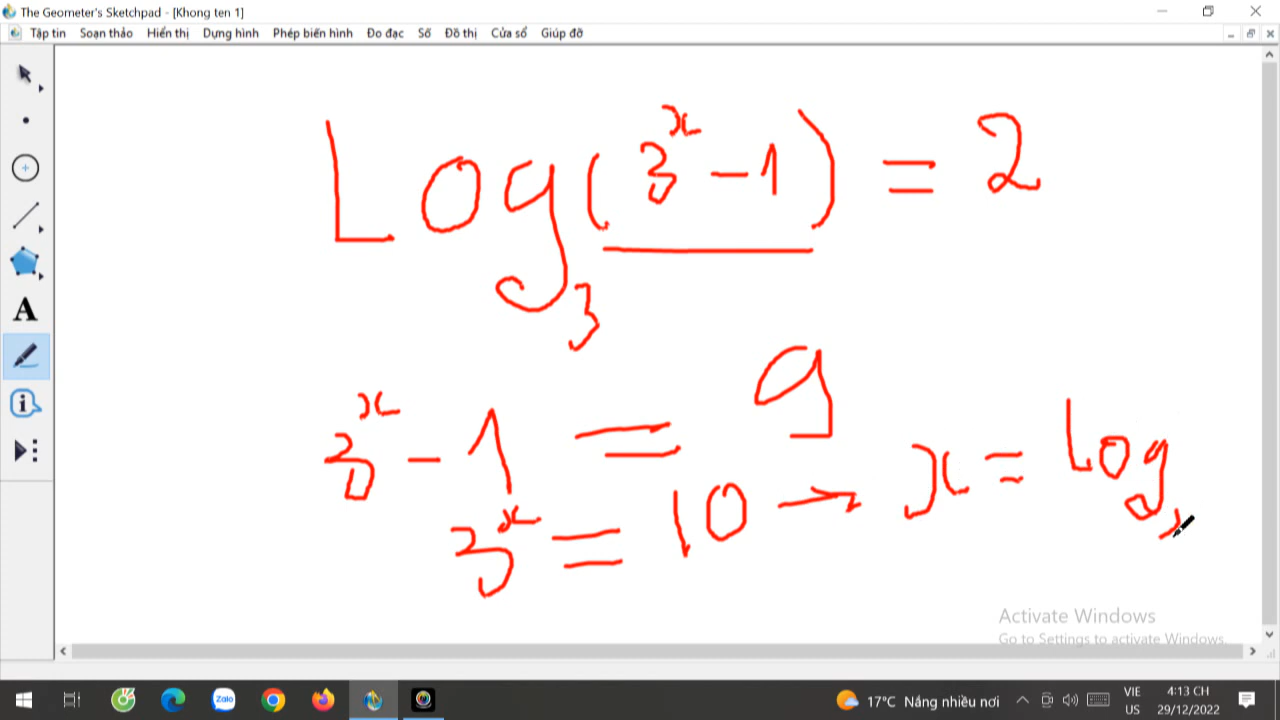 The Geometer's Sketchpad - [Khong ten 1]
Tập tin Soạn thảo Hiển thị Dựng hình Phép biến hình Đo đạc Số Đồ thị Cửa sổ Giúp đỡ
A
Log₃(3ˣ - 1) = 2
3ˣ - 1 = 9
3ˣ = 10 → x = log
Activate Windows
Go to Settings to activate Windows.
Zalo
17°C Nắng nhiều nơi
VIE
US
4:13 CH
29/12/2022